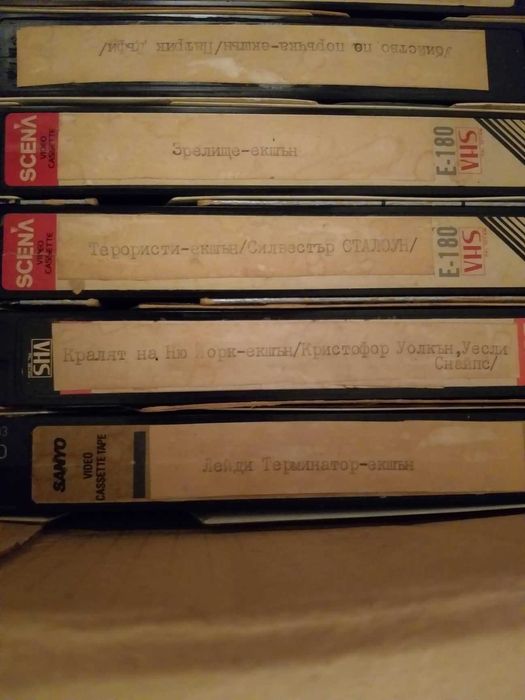 Убийство по поръчка-екшън/Патрик Дъфи/
SCENA
VIDEO
CASSETTE
Зрелище-екшън
E-180
VHS
SCENA
VIDEO
CASSETTE
Терористи-екшън/Силвестър СТАЛОУН/
E-180
VHS
VHS
Кралят на Ню Йорк-екшън/Кристофор Уолкън,Уесли
Снайпс/
SANYO
VIDEO
CASSETTE TAPE
Лейди Терминатор-екшън